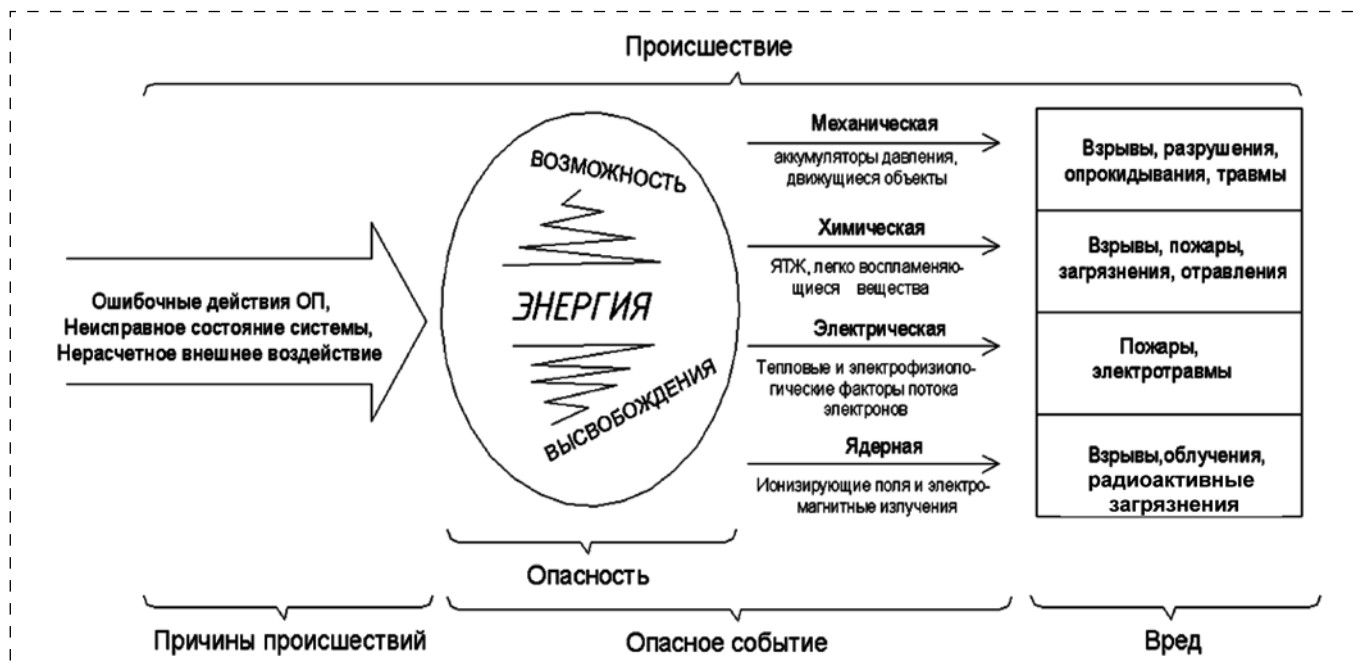 Происшествие
Ошибочные действия ОП,
Неисправное состояние системы,
Нерасчетное внешнее воздействие
ВОЗМОЖНОСТЬ
ЭНЕРГИЯ
ВЫСВОБОЖДЕНИЯ
Механическая
аккумуляторы давления,
движущиеся объекты
Химическая
ЯТЖ, легко воспламеняю-
щиеся вещества
Электрическая
Тепловые и электрофизиоло-
гические факторы потока
электронов
Ядерная
Ионизирующие поля и электро-
магнитные излучения
Взрывы, разрушения,
опрокидывания, травмы
Взрывы, пожары,
загрязнения, отравления
Пожары,
электротравмы
Взрывы,облучения,
радиоактивные
загрязнения
Опасность
Причины происшествий
Опасное событие
Вред